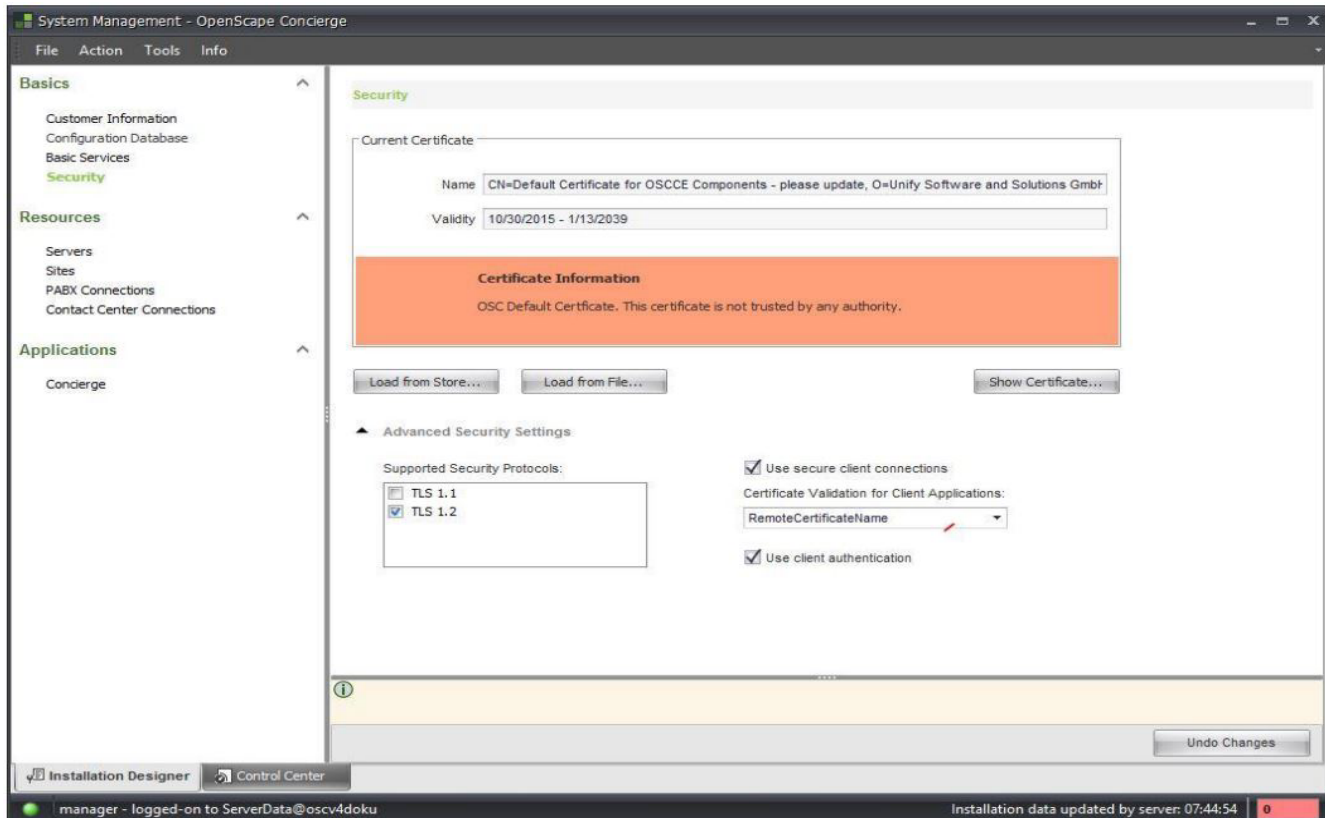 System Management - OpenScape Concierge
File Action Tools Info
Basics
Customer Information
Configuration Database
Basic Services
Security
Resources
Servers
Sites
PABX Connections
Contact Center Connections
Applications
Concierge
Security
Current Certificate
Name CN=Default Certificate for OSCCE Components - please update, O=Unify Software and Solutions GmbH
Validity 10/30/2015 - 1/13/2039
Certificate Information
OSC Default Certficate. This certificate is not trusted by any authority.
Load from Store... Load from File... Show Certificate...
Advanced Security Settings
Supported Security Protocols:
TLS 1.1
TLS 1.2
Use secure client connections
Certificate Validation for Client Applications:
RemoteCertificateName
Use client authentication
Undo Changes
Installation Designer Control Center
manager - logged-on to ServerData@oscv4doku Installation data updated by server: 07:44:54 0